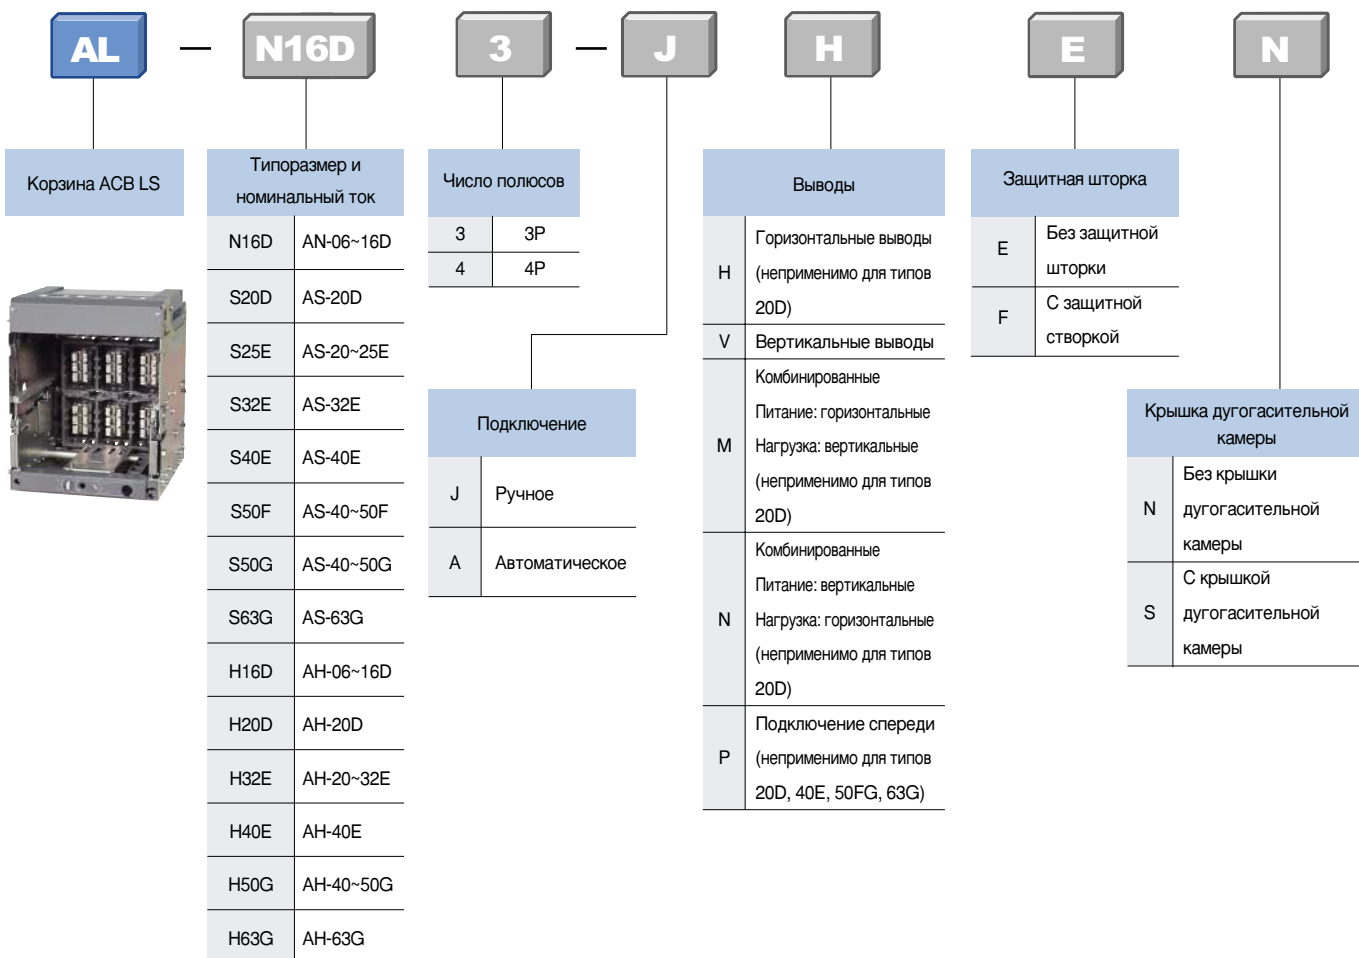 AL — N16D 3 — J H E N
Корзина ACB LS
Типоразмер и
номинальный ток
N16D AN-06~16D
S20D AS-20D
S25E AS-20~25E
S32E AS-32E
S40E AS-40E
S50F AS-40~50F
S50G AS-40~50G
S63G AS-63G
H16D AH-06~16D
H20D AH-20D
H32E AH-20~32E
H40E AH-40E
H50G AH-40~50G
H63G AH-63G
Число полюсов
3 3P
4 4P
Подключение
J Ручное
A Автоматическое
Выводы
H Горизонтальные выводы
(неприменимо для типов
20D)
V Вертикальные выводы
M Комбинированные
Питание: горизонтальные
Нагрузка: вертикальные
(неприменимо для типов
20D)
N Комбинированные
Питание: вертикальные
Нагрузка: горизонтальные
(неприменимо для типов
20D)
P Подключение спереди
(неприменимо для типов
20D, 40E, 50FG, 63G)
Защитная шторка
E Без защитной
шторки
F С защитной
створкой
Крышка дугогасительной
камеры
N Без крышки
дугогасительной
камеры
S С крышкой
дугогасительной
камеры